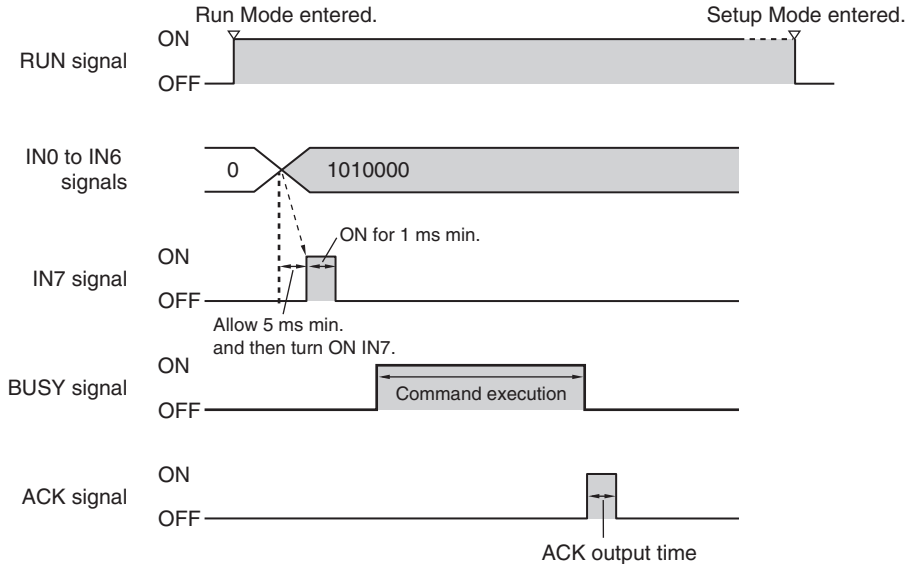 Run Mode entered.
Setup Mode entered.
ON
RUN signal
OFF
IN0 to IN6
signals
0
1010000
ON for 1 ms min.
ON
IN7 signal
OFF
Allow 5 ms min.
and then turn ON IN7.
ON
BUSY signal
Command execution
OFF
ON
ACK signal
OFF
ACK output time